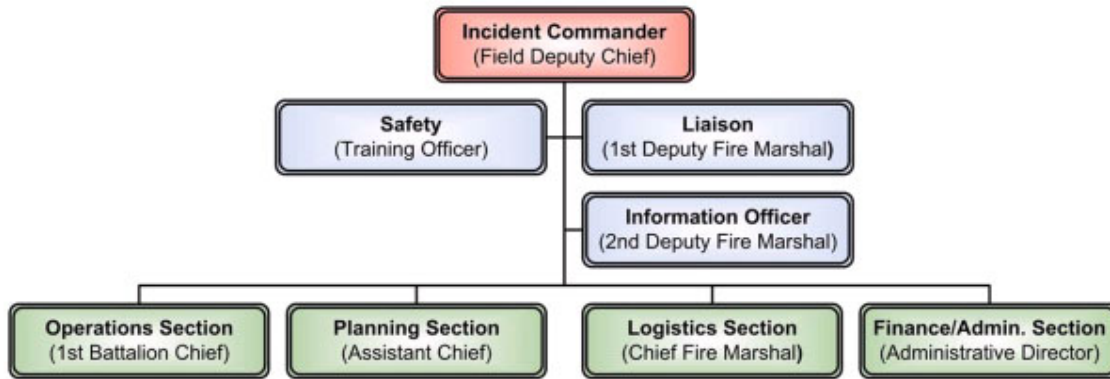 Incident Commander
(Field Deputy Chief)
Safety
(Training Officer)
Liaison
(1st Deputy Fire Marshal)
Information Officer
(2nd Deputy Fire Marshal)
Operations Section
(1st Battalion Chief)
Planning Section
(Assistant Chief)
Logistics Section
(Chief Fire Marshal)
Finance/Admin. Section
(Administrative Director)